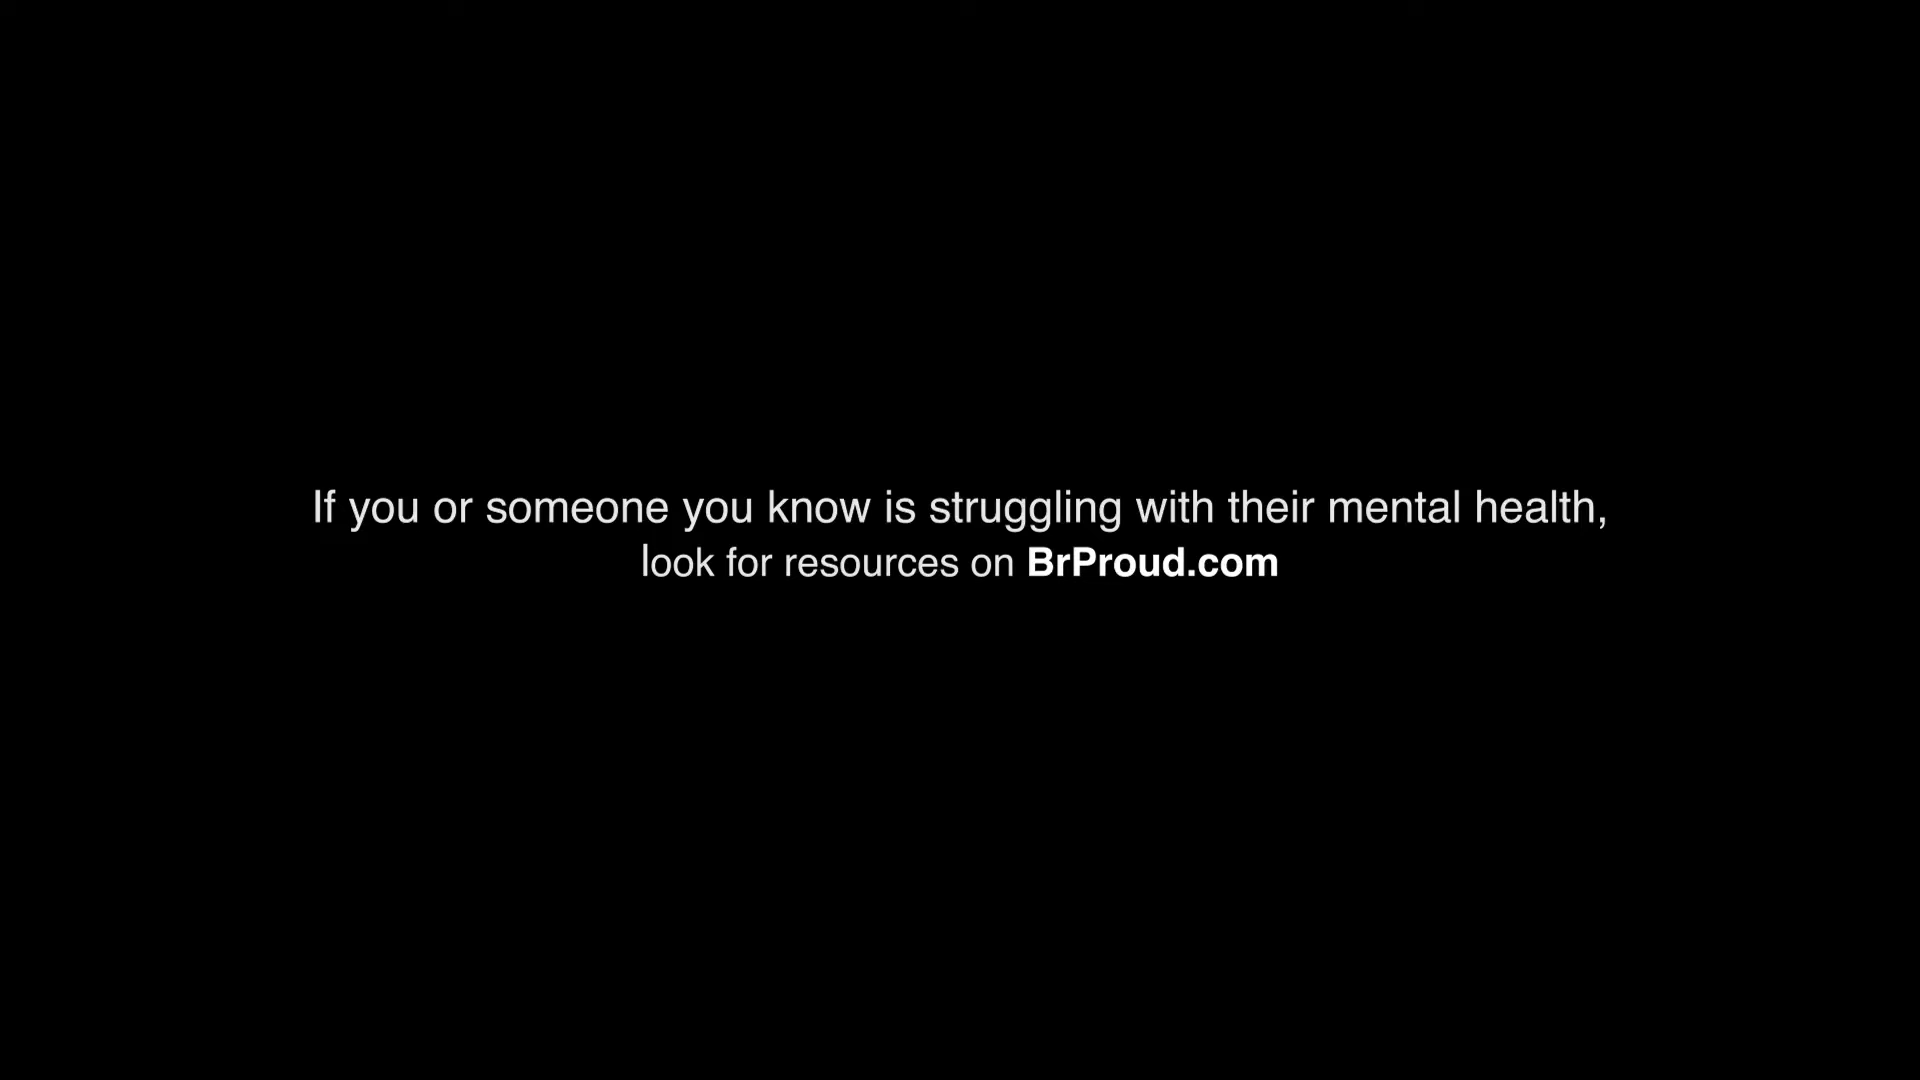 If you or someone you know is struggling with their mental health,
look for resources on BrProud.com